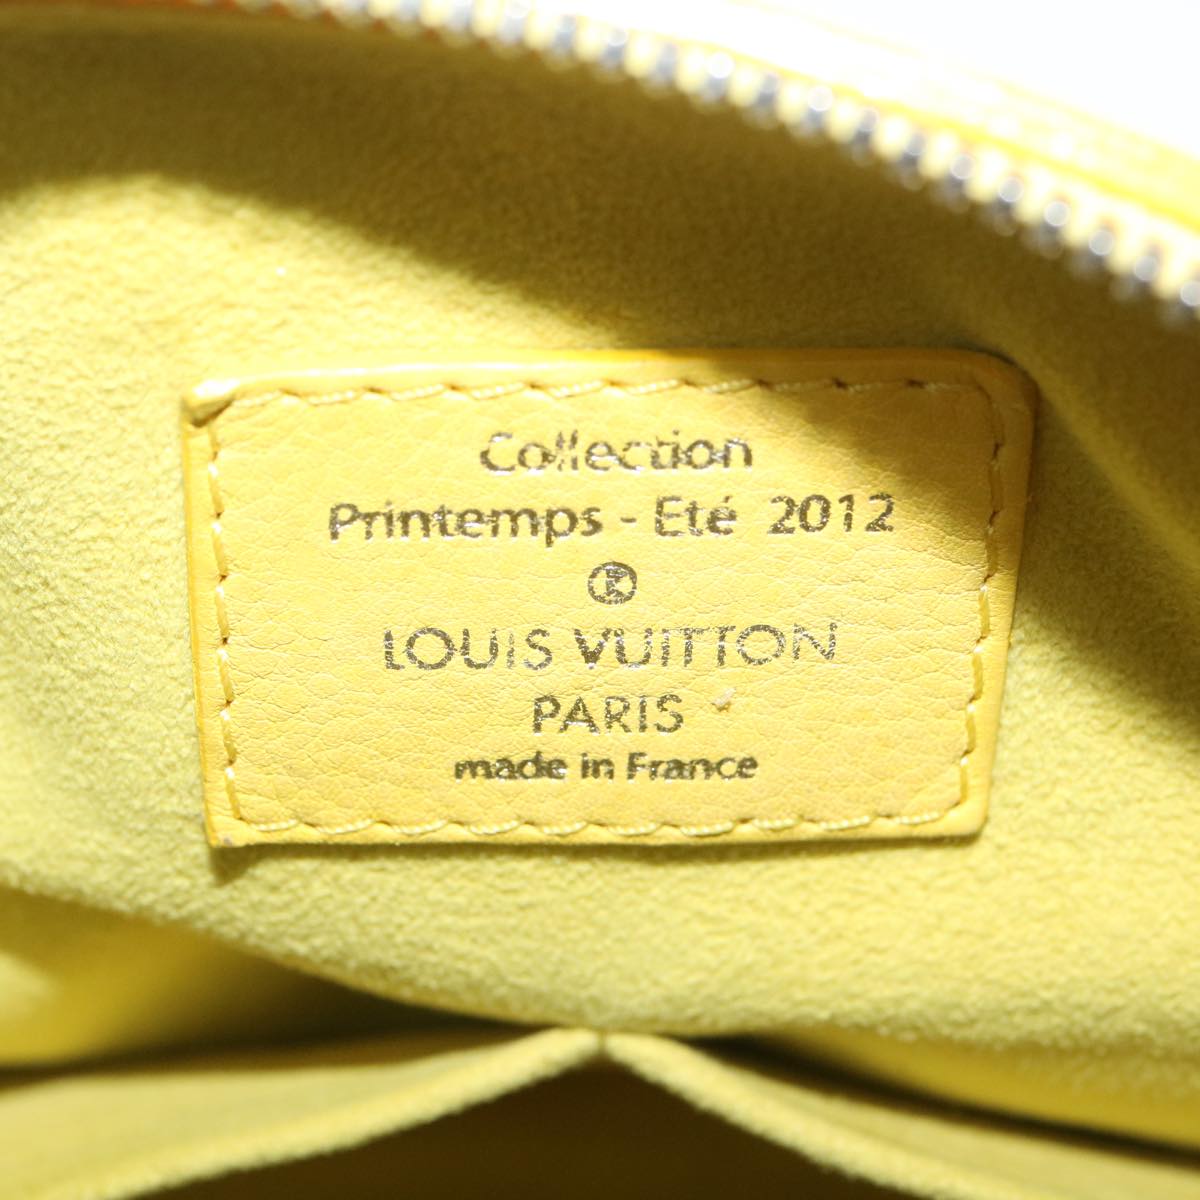 Collection
Printemps - Eté 2012
®
LOUIS VUITTON
PARIS
made in France